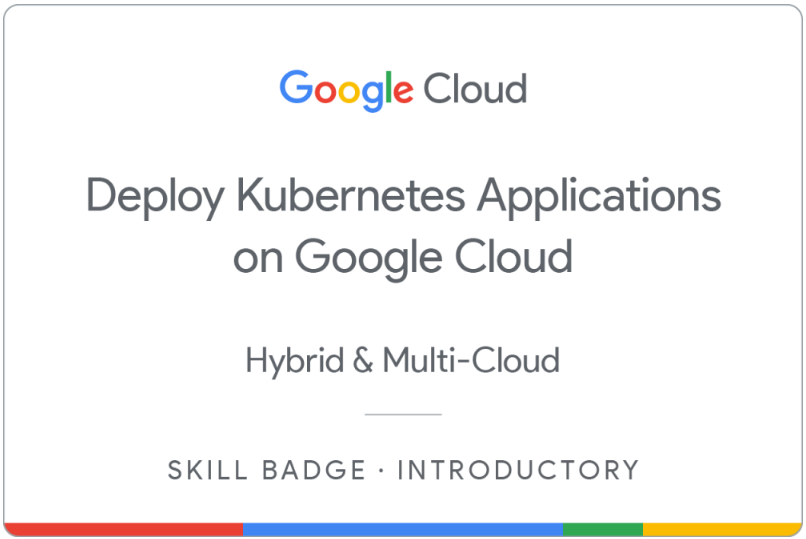 Google Cloud
Deploy Kubernetes Applications
on Google Cloud
Hybrid & Multi-Cloud
SKILL BADGE · INTRODUCTORY